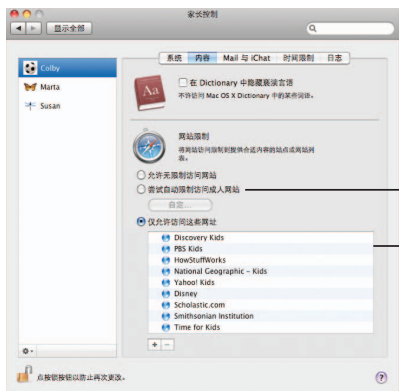 家长控制
显示全部
系统 内容 Mail 与 iChat 时间限制 日志
Colby
Marta
Susan
Aa
在 Dictionary 中隐藏亵渎言语
不许访问 Mac OS X Dictionary 中的某些词语。
网站限制
将网站访问限制到提供合适内容的站点或网站列表。
允许无限制访问网站
尝试自动限制访问成人网站
自定...
仅允许访问这些网址
Discovery Kids
PBS Kids
HowStuffWorks
National Geographic – Kids
Yahoo! Kids
Disney
Scholastic.com
Smithsonian Institution
Time for Kids
+ −
点按锁按钮以防止再次更改。
?